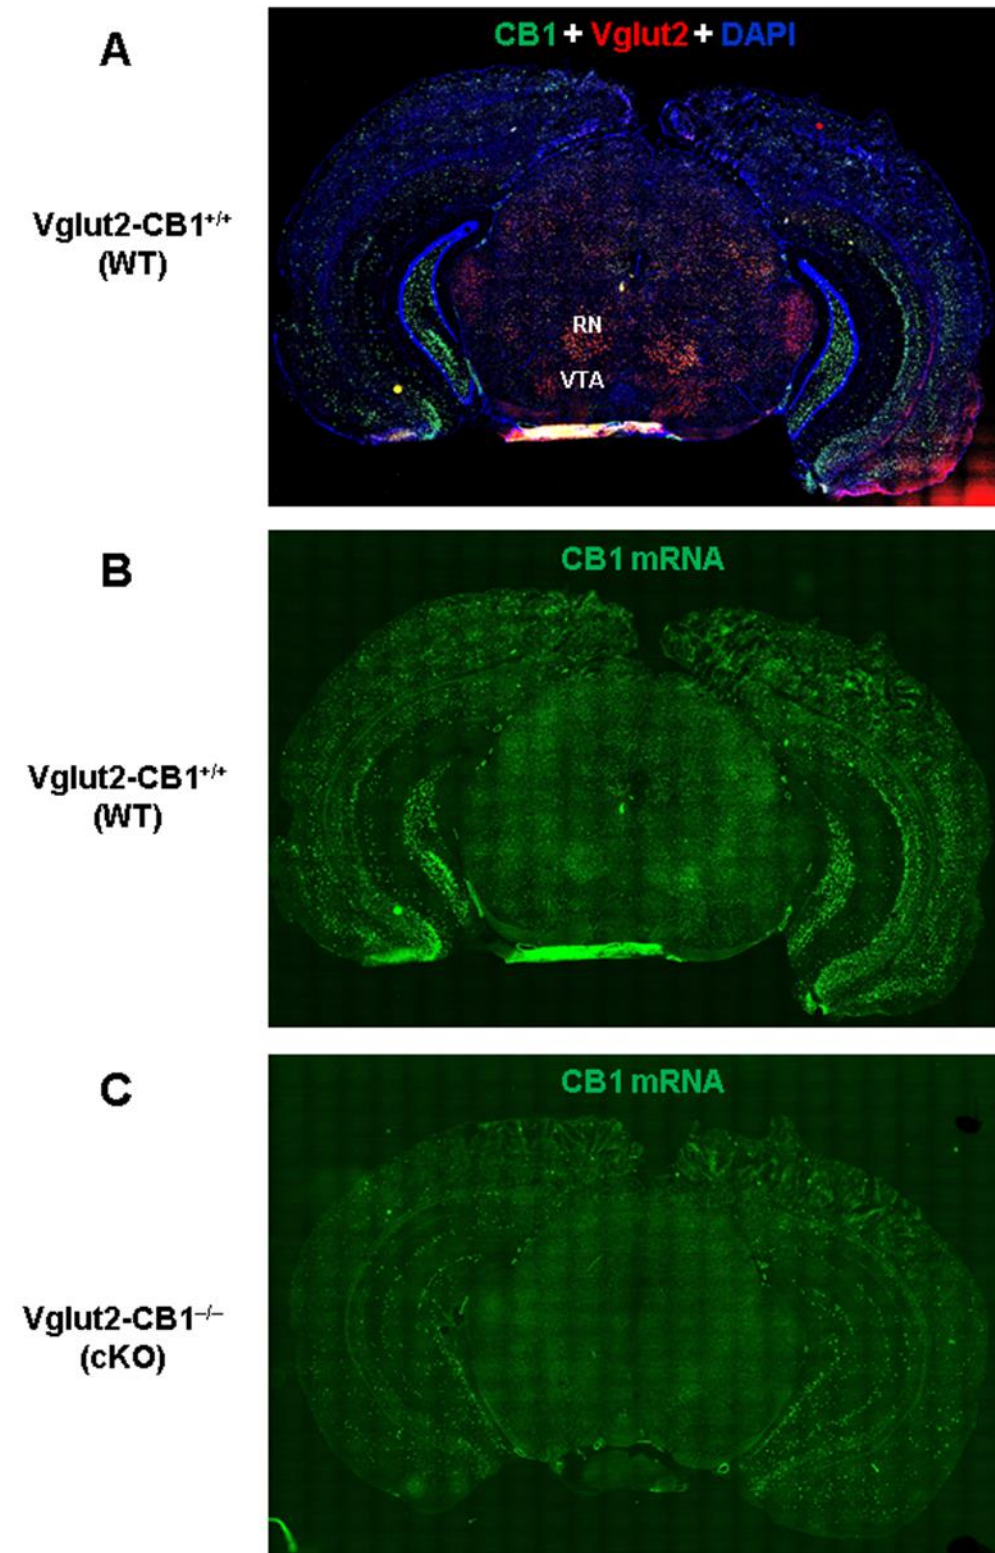 A
CB1 + Vglut2 + DAPI
Vglut2-CB1+/+
(WT)
RN
VTA
B
CB1 mRNA
Vglut2-CB1+/+
(WT)
C
CB1 mRNA
Vglut2-CB1–/–
(cKO)